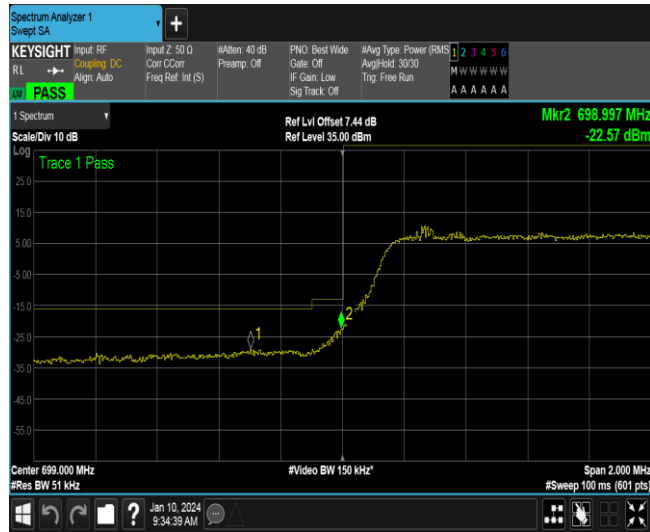 Spectrum Analyzer 1
Swept SA
KEYSIGHT
RL
LXI
PASS
Input: RF
Coupling: DC
Align: Auto
Input Z: 50 Ω
Corr CCorr
Freq Ref: Int (S)
#Atten: 40 dB
Preamp: Off
PNO: Best Wide
Gate: Off
IF Gain: Low
Sig Track: Off
#Avg Type: Power (RMS
Avg|Hold: 30/30
Trig: Free Run
1 2 3 4 5 6
M W W W W W
A A A A A A
1 Spectrum
Scale/Div 10 dB
Ref Lvl Offset 7.44 dB
Ref Level 35.00 dBm
Mkr2 698.997 MHz
-22.57 dBm
Log
Trace 1 Pass
25.0
15.0
5.00
-5.00
-15.0
-25.0
-35.0
-45.0
-55.0
1
2
Center 699.000 MHz
#Video BW 150 kHz*
Span 2.000 MHz
#Res BW 51 kHz
#Sweep 100 ms (601 pts)
?
Jan 10, 2024
9:34:39 AM